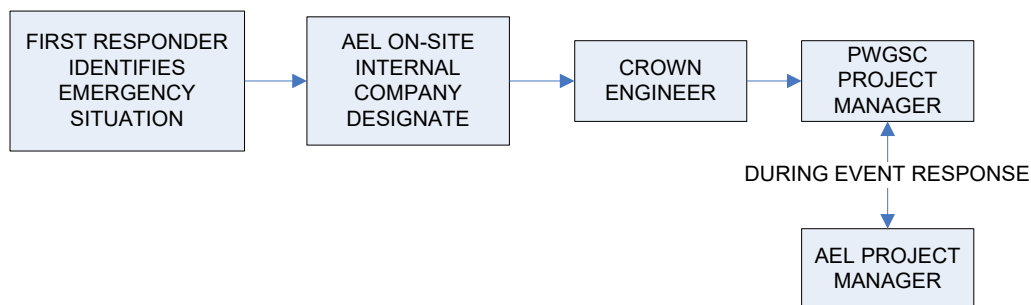 FIRST RESPONDER
IDENTIFIES
EMERGENCY
SITUATION
AEL ON-SITE
INTERNAL
COMPANY
DESIGNATE
CROWN
ENGINEER
PWGSC
PROJECT
MANAGER
DURING EVENT RESPONSE
AEL PROJECT
MANAGER